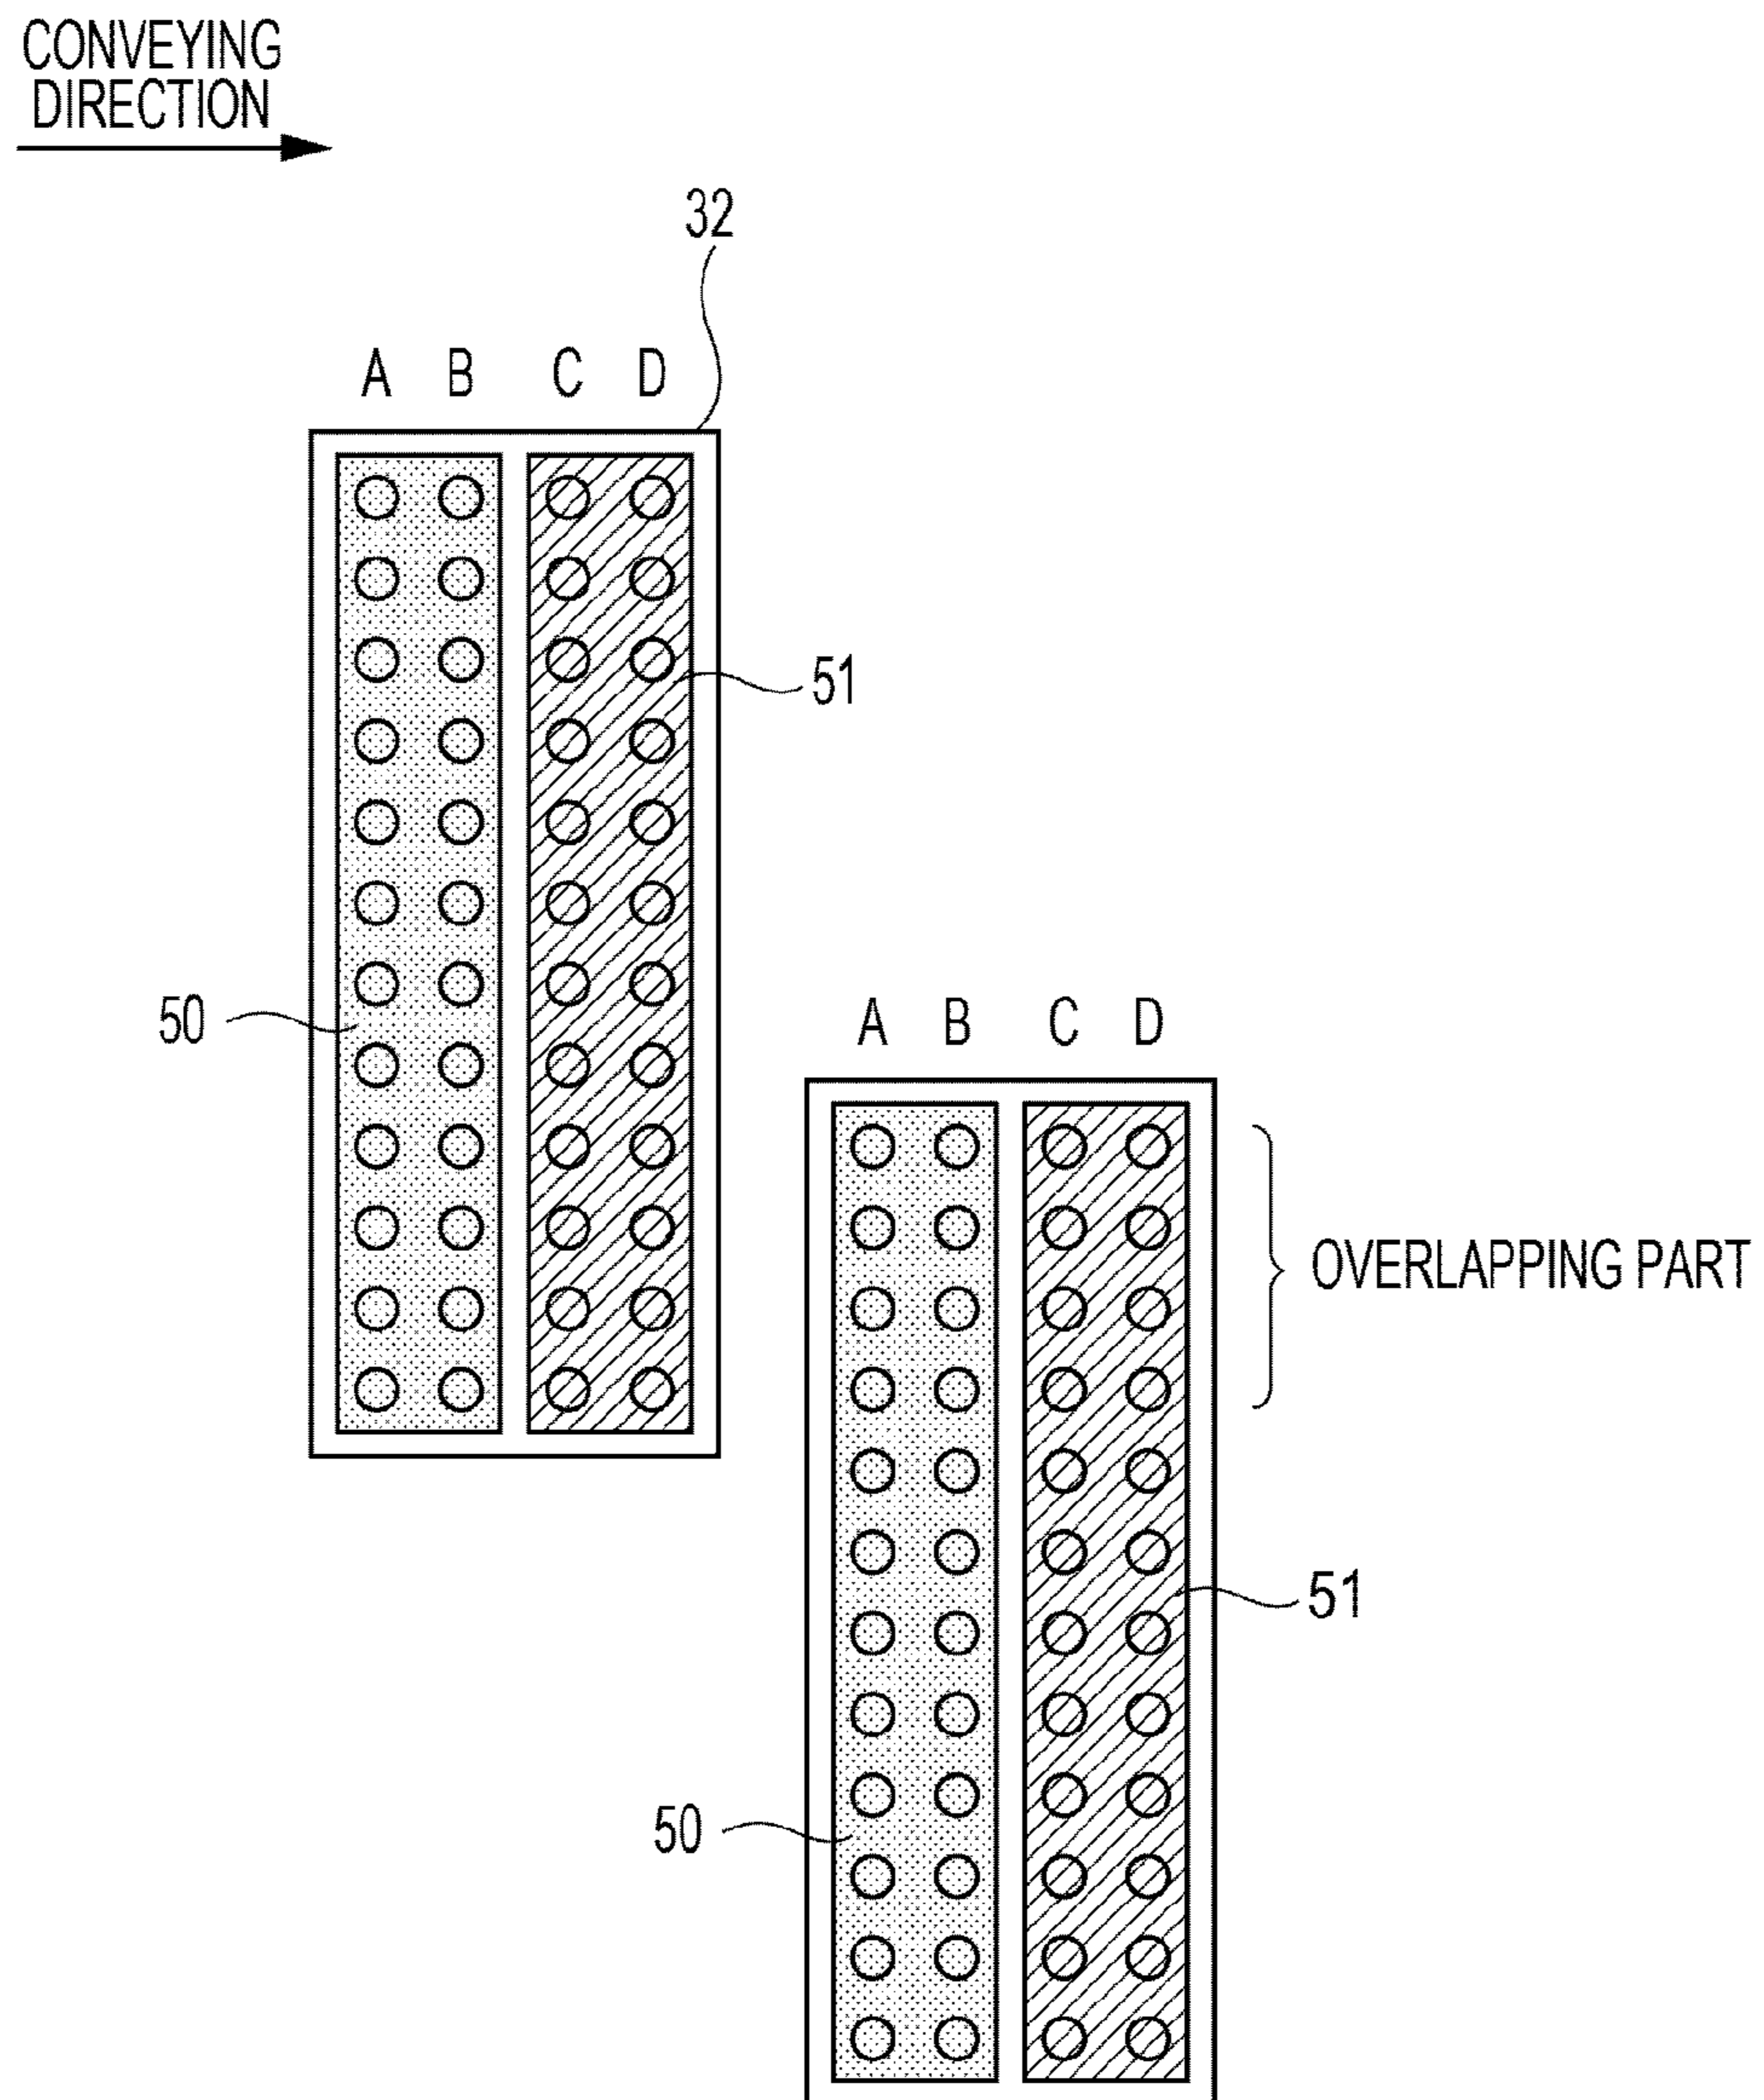 CONVEYING
DIRECTION
32
A B C D
51
50
A B C D
OVERLAPPING PART
51
50